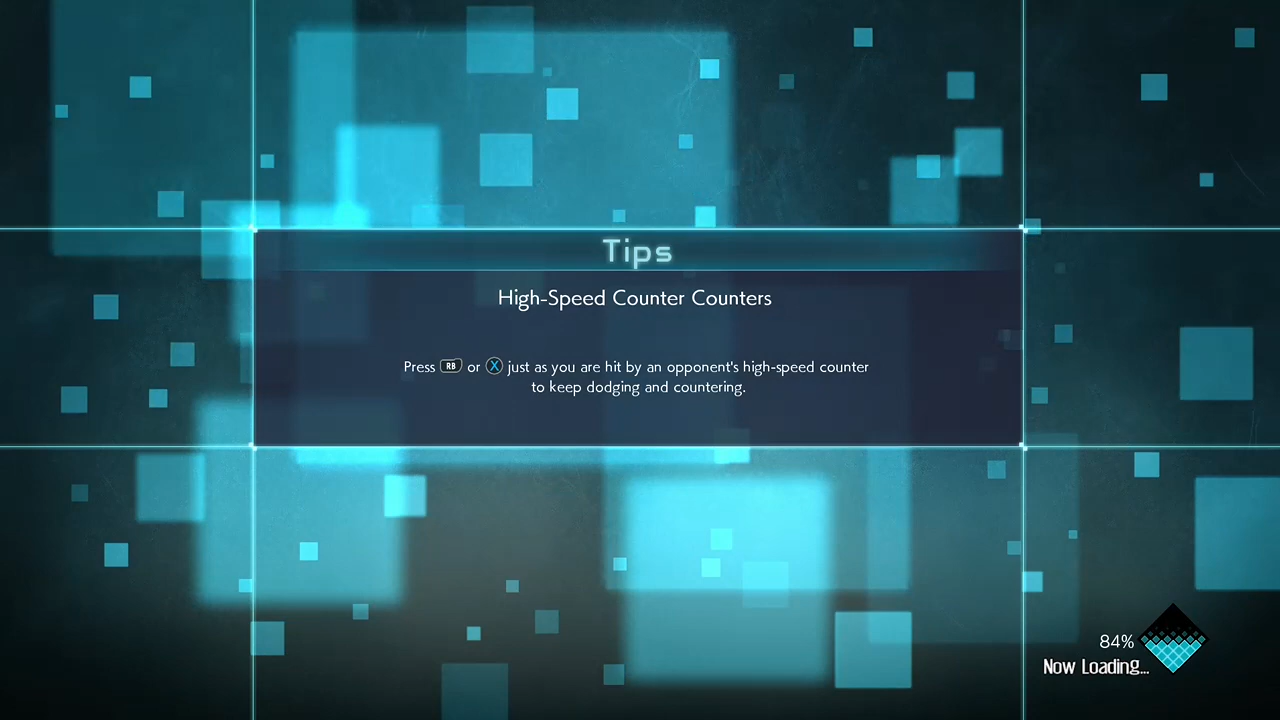 Tips
High-Speed Counter Counters
Press RB or X just as you are hit by an opponent's high-speed counter
to keep dodging and countering.
84%
Now Loading...